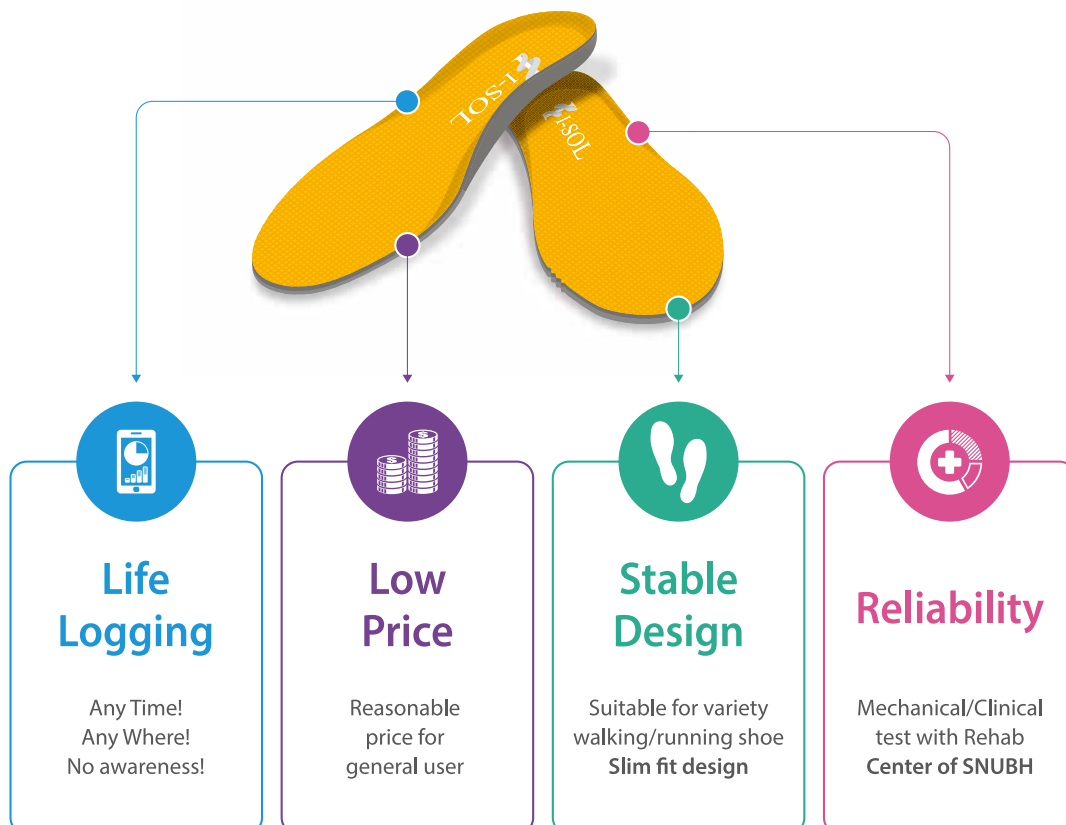 I-SOL
I-SOL
Life
Logging
Any Time!
Any Where!
No awareness!
Low
Price
Reasonable
price for
general user
Stable
Design
Suitable for variety
walking/running shoe
Slim fit design
Reliability
Mechanical/Clinical
test with Rehab
Center of SNUBH